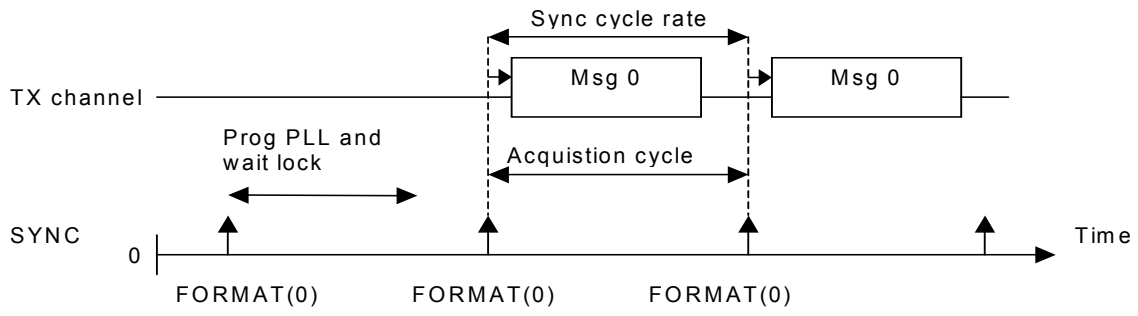 Sync cycle rate
Msg 0
Msg 0
TX channel
Prog PLL and
wait lock
Acquistion cycle
SYNC
0
Time
FORMAT(0)
FORMAT(0)
FORMAT(0)